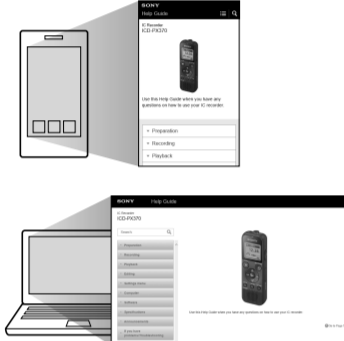 SONY
Help Guide
IC Recorder
ICD-PX370
Use this Help Guide when you have any
questions on how to use your IC recorder.
Preparation
Recording
Playback
SONY Help Guide
IC Recorder
ICD-PX370
Search
Preparation
Recording
Playback
Editing
Settings menu
Computer
Software
Specifications
Announcements
Use this Help Guide when you have any questions on how to use your IC recorder.